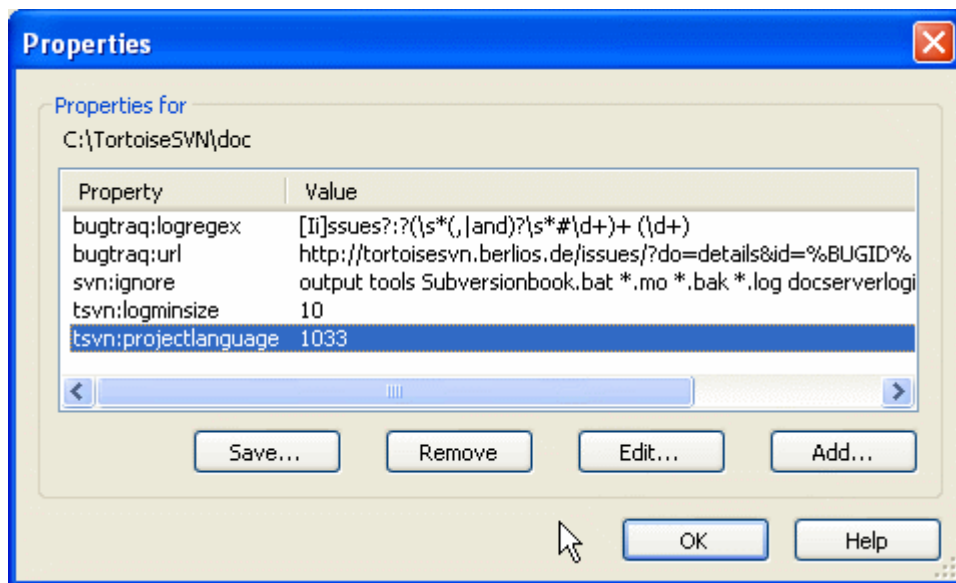 Properties
Properties for
C:\TortoiseSVN\doc
Property Value
bugtraq:logregex [Ii]ssues?:?(\s*(,|and)?\s*#\d+)+ (\d+)
bugtraq:url http://tortoisesvn.berlios.de/issues/?do=details&id=%BUGID%
svn:ignore output tools Subversionbook.bat *.mo *.bak *.log docserverlogi
tsvn:logminsize 10
tsvn:projectlanguage 1033
Save... Remove Edit... Add...
OK Help